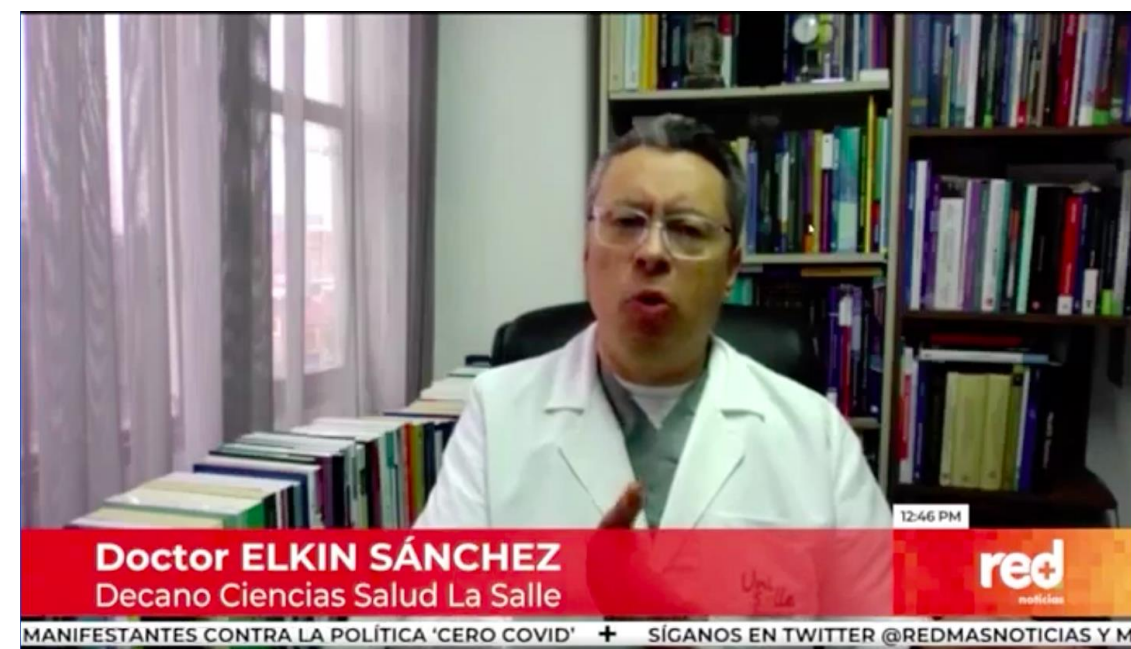 12:46 PM
Doctor ELKIN SÁNCHEZ
Decano Ciencias Salud La Salle
red
noticias
MANIFESTANTES CONTRA LA POLÍTICA 'CERO COVID' + SÍGANOS EN TWITTER @REDMASNOTICIAS Y M